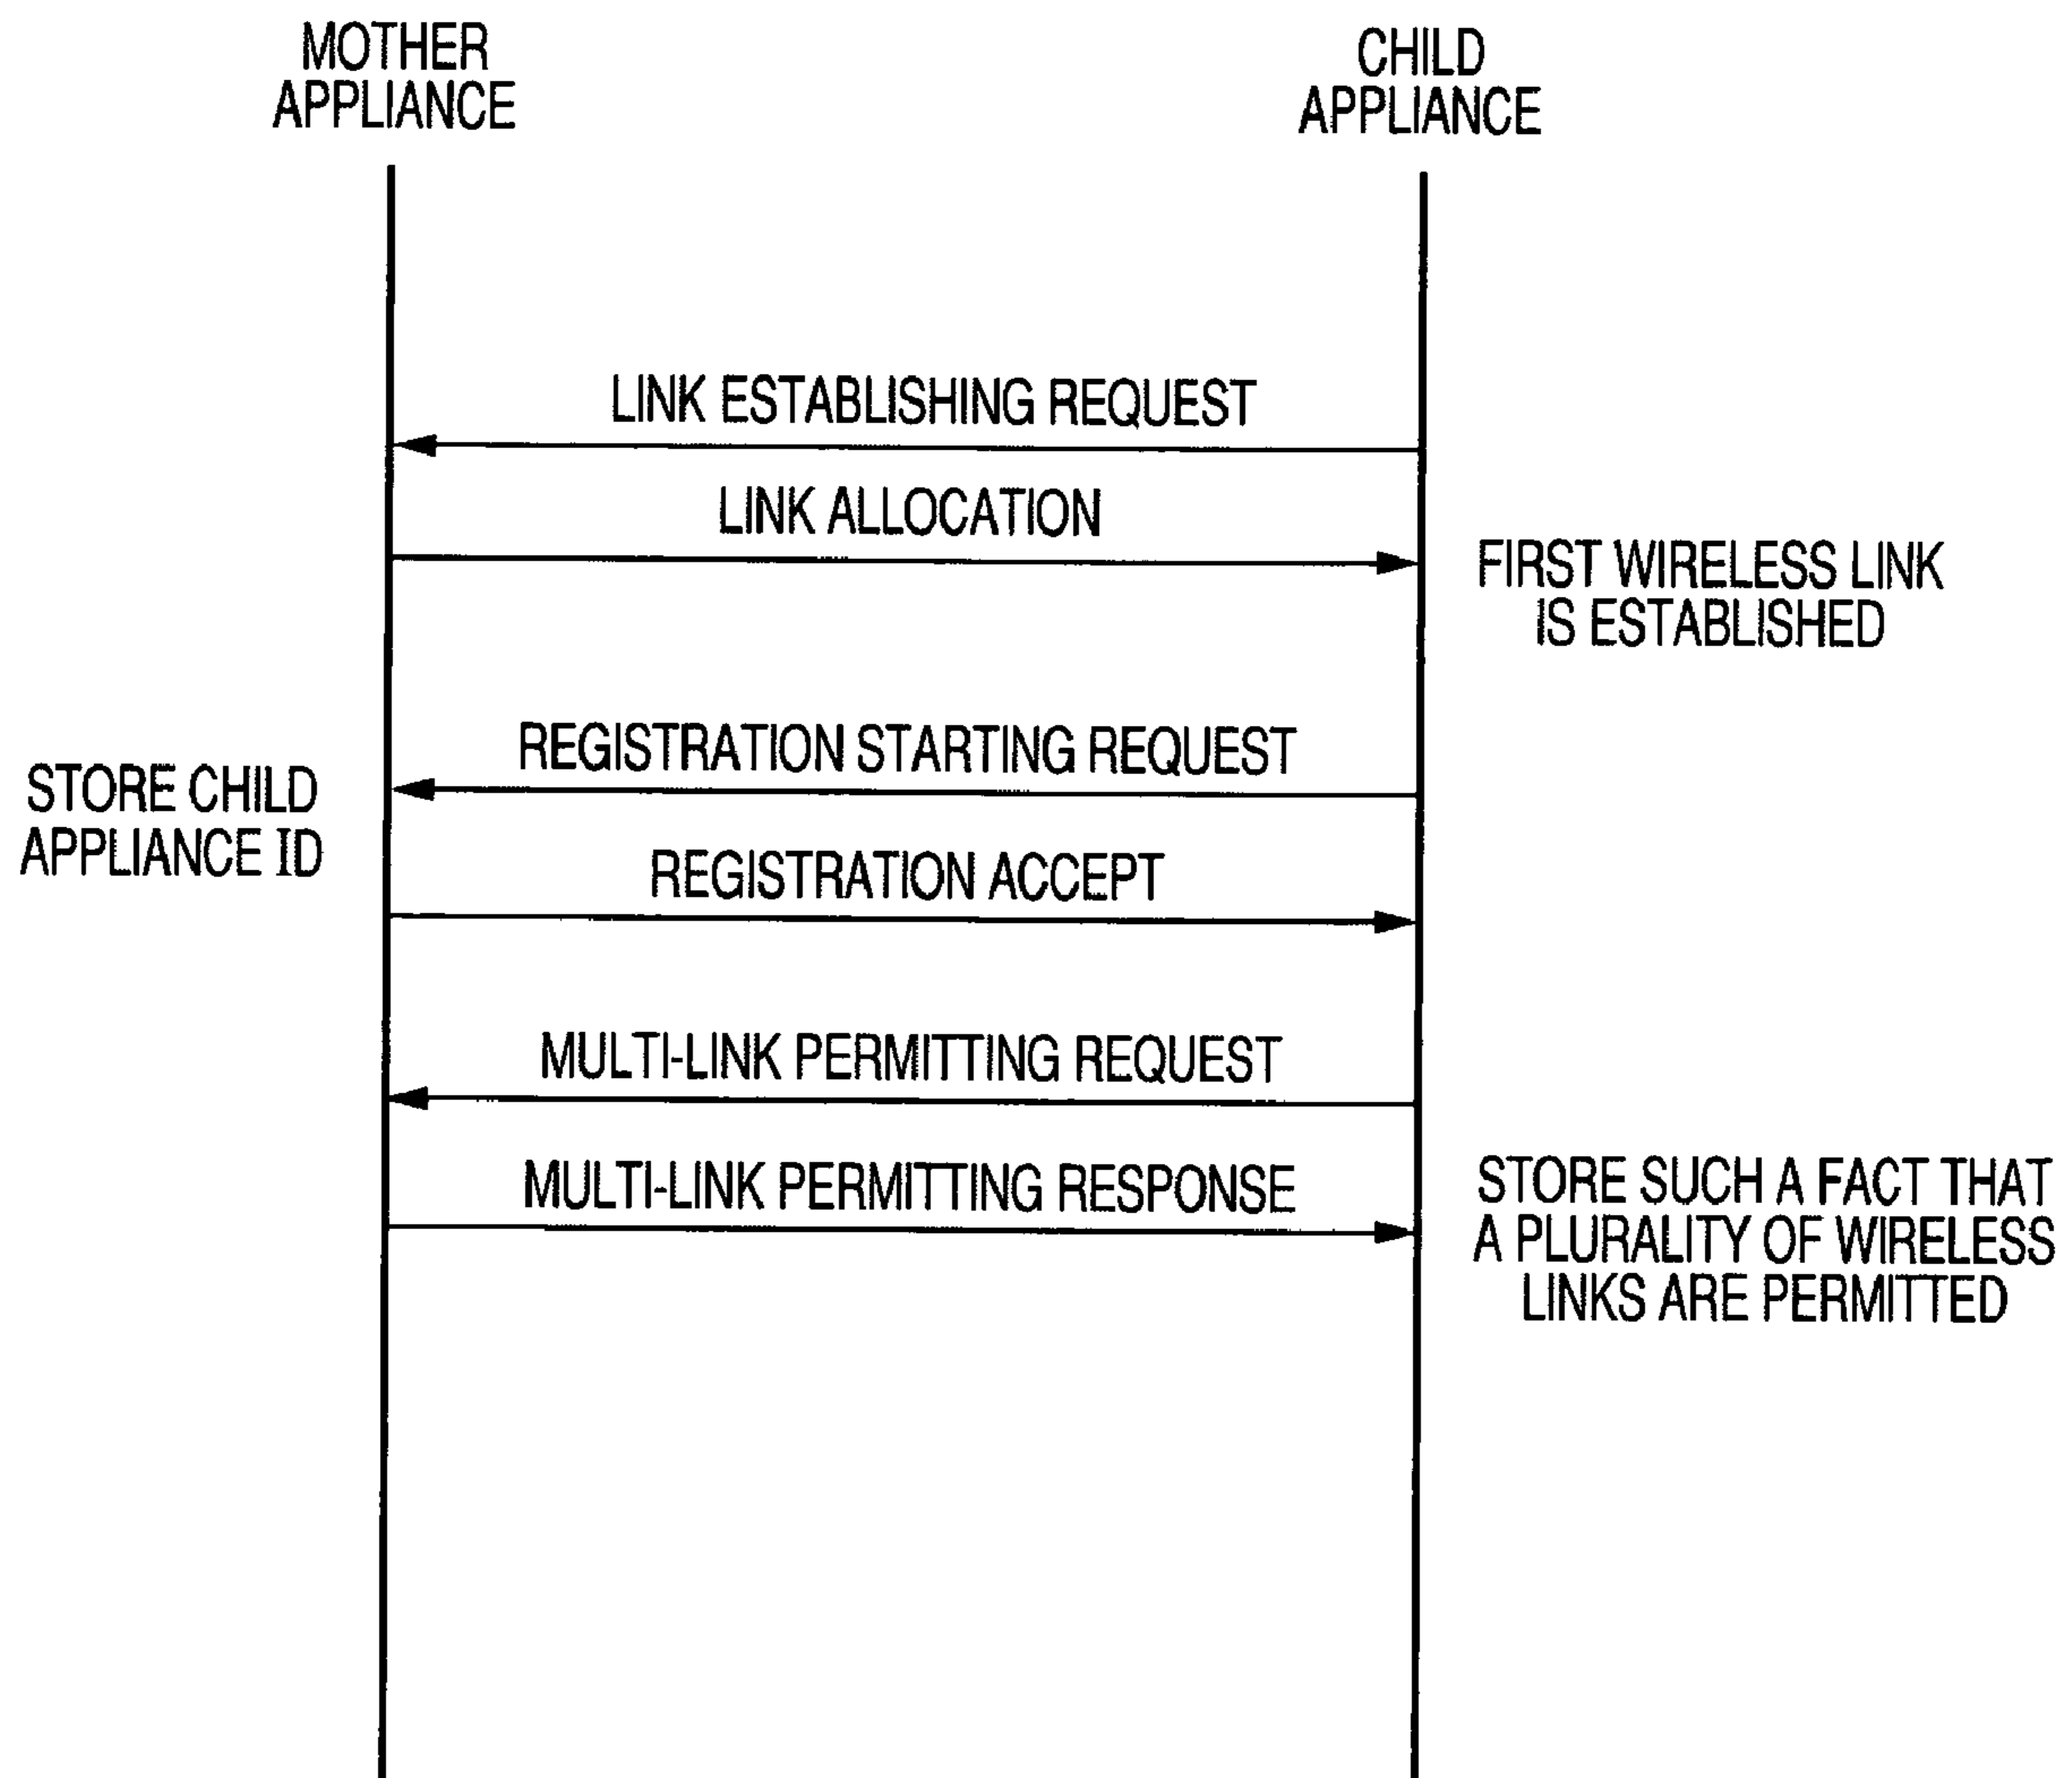 MOTHER
APPLIANCE
CHILD
APPLIANCE
LINK ESTABLISHING REQUEST
LINK ALLOCATION
FIRST WIRELESS LINK
IS ESTABLISHED
REGISTRATION STARTING REQUEST
STORE CHILD
APPLIANCE ID
REGISTRATION ACCEPT
MULTI-LINK PERMITTING REQUEST
MULTI-LINK PERMITTING RESPONSE
STORE SUCH A FACT THAT
A PLURALITY OF WIRELESS
LINKS ARE PERMITTED